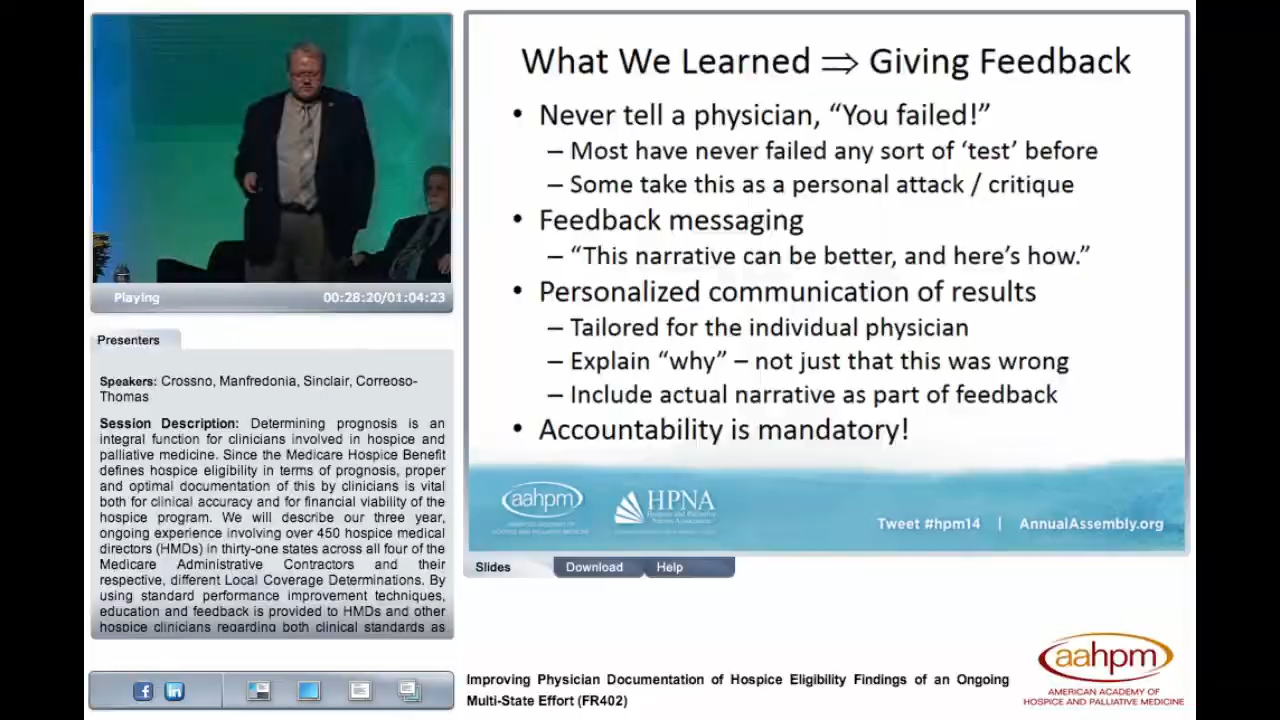 Playing
00:28:20/01:04:23
Presenters
Speakers: Crossno, Manfredonia, Sinclair, Correoso-
Thomas
Session Description: Determining prognosis is an
integral function for clinicians involved in hospice and
palliative medicine. Since the Medicare Hospice Benefit
defines hospice eligibility in terms of prognosis, proper
and optimal documentation of this by clinicians is vital
both for clinical accuracy and for financial viability of the
hospice program. We will describe our three year,
ongoing experience involving over 450 hospice medical
directors (HMDs) in thirty-one states across all four of the
Medicare Administrative Contractors and their
respective, different Local Coverage Determinations. By
using standard performance improvement techniques,
education and feedback is provided to HMDs and other
hospice clinicians regarding both clinical standards as
What We Learned ⇒ Giving Feedback
• Never tell a physician, “You failed!”
– Most have never failed any sort of ‘test’ before
– Some take this as a personal attack / critique
• Feedback messaging
– “This narrative can be better, and here’s how.”
• Personalized communication of results
– Tailored for the individual physician
– Explain “why” – not just that this was wrong
– Include actual narrative as part of feedback
• Accountability is mandatory!
aahpm
HPNA
Tweet #hpm14 | AnnualAssembly.org
Slides
Download
Help
Improving Physician Documentation of Hospice Eligibility Findings of an Ongoing
Multi-State Effort (FR402)
aahpm
AMERICAN ACADEMY OF
HOSPICE AND PALLIATIVE MEDICINE